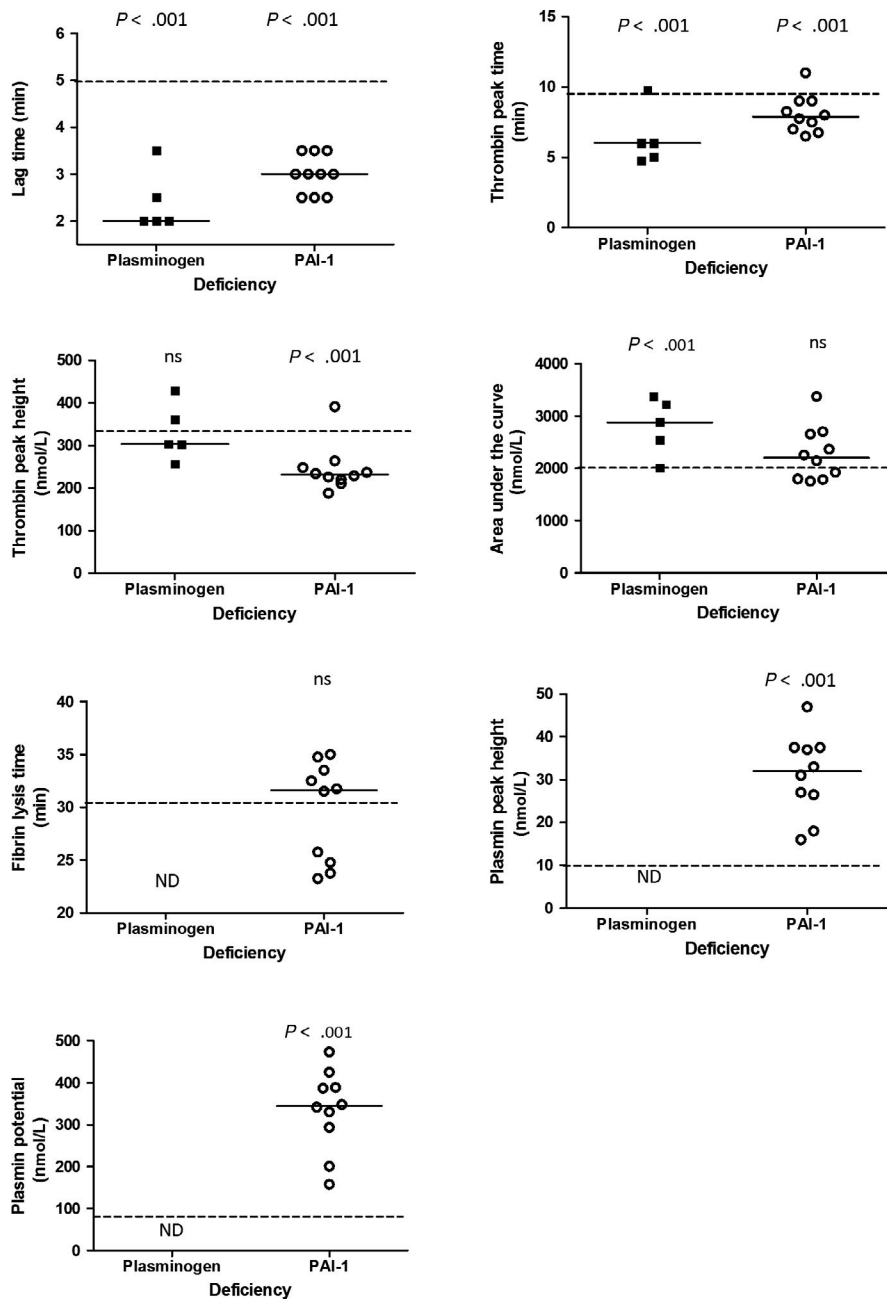 P < .001 P < .001
Lag time (min)
6
5
4
3
2
Plasminogen PAI-1
Deficiency
P < .001 P < .001
Thrombin peak time
(min)
15
10
5
0
Plasminogen PAI-1
Deficiency
ns P < .001
Thrombin peak height
(nmol/L)
500
400
300
200
100
0
Plasminogen PAI-1
Deficiency
P < .001 ns
Area under the curve
(nmol/L)
4000
3000
2000
1000
0
Plasminogen PAI-1
Deficiency
ns
Fibrin lysis time
(min)
40
35
30
25
20
ND
Plasminogen PAI-1
Deficiency
P < .001
Plasmin peak height
(nmol/L)
50
40
30
20
10
0
ND
Plasminogen PAI-1
Deficiency
P < .001
Plasmin potential
(nmol/L)
500
400
300
200
100
0
ND
Plasminogen PAI-1
Deficiency